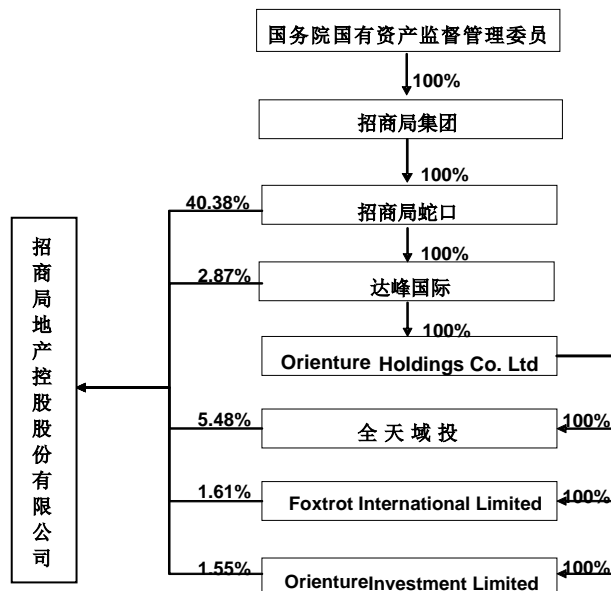 国务院国有资产监督管理委员
100%
招商局集团
100%
40.38%
招商局蛇口
100%
2.87%
达峰国际
100%
Orienture Holdings Co. Ltd
招商局地产控股股份有限公司
5.48%
全天域投
100%
1.61%
Foxtrot International Limited
100%
1.55%
Orienture Investment Limited
100%